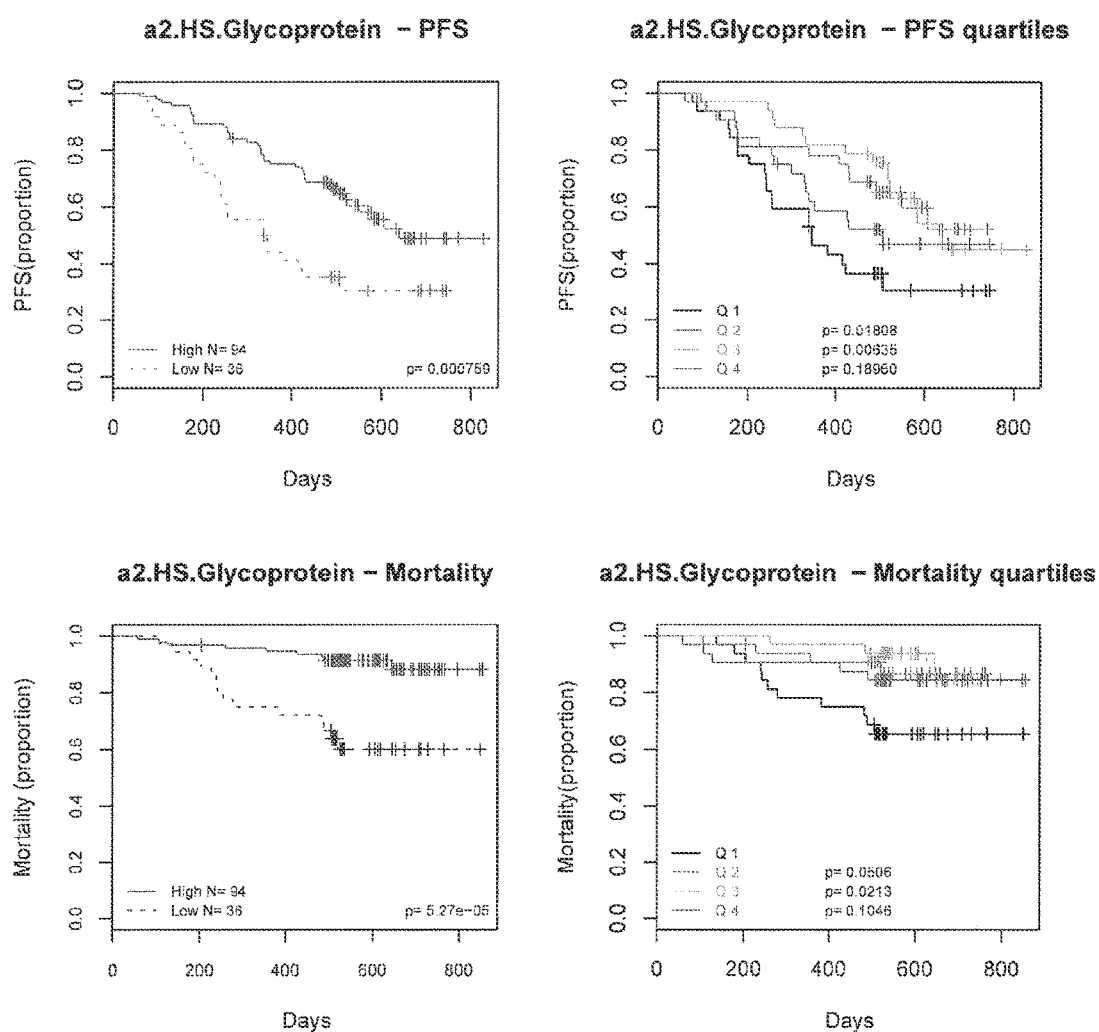 a2.HS.Glycoprotein − PFS
PFS(proportion)
1.0
0.8
0.6
0.4
0.2
0.0
High N= 94
Low N= 36
p= 0.000759
0 200 400 600 800
Days
a2.HS.Glycoprotein − PFS quartiles
PFS(proportion)
1.0
0.8
0.6
0.4
0.2
0.0
Q 1
Q 2 p= 0.01808
Q 3 p= 0.00635
Q 4 p= 0.18960
0 200 400 600 800
Days
a2.HS.Glycoprotein − Mortality
Mortality (proportion)
1.0
0.8
0.6
0.4
0.2
0.0
High N= 94
Low N= 36
p= 5.27e−05
0 200 400 600 800
Days
a2.HS.Glycoprotein − Mortality quartiles
Mortality(proportion)
1.0
0.8
0.6
0.4
0.2
0.0
Q 1
Q 2 p= 0.0506
Q 3 p= 0.0213
Q 4 p= 0.1046
0 200 400 600 800
Days